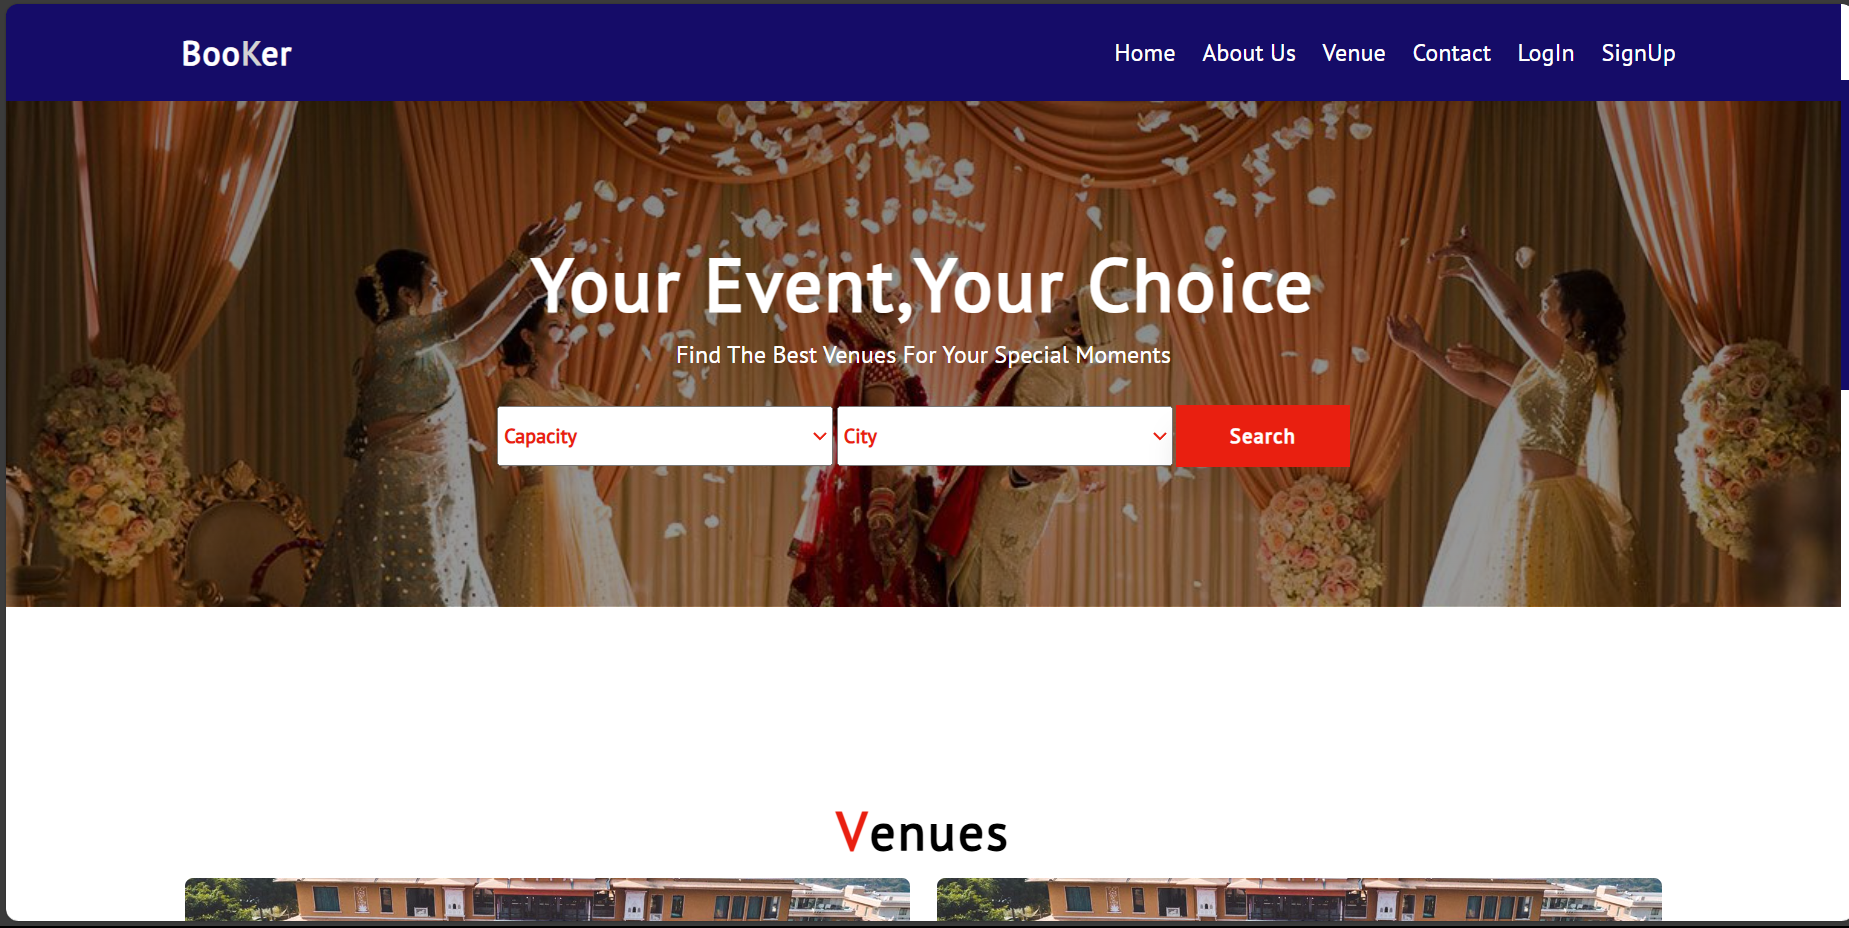 BooKer
Home About Us Venue Contact LogIn SignUp
Your Event,Your Choice
Find The Best Venues For Your Special Moments
Capacity City Search
Venues